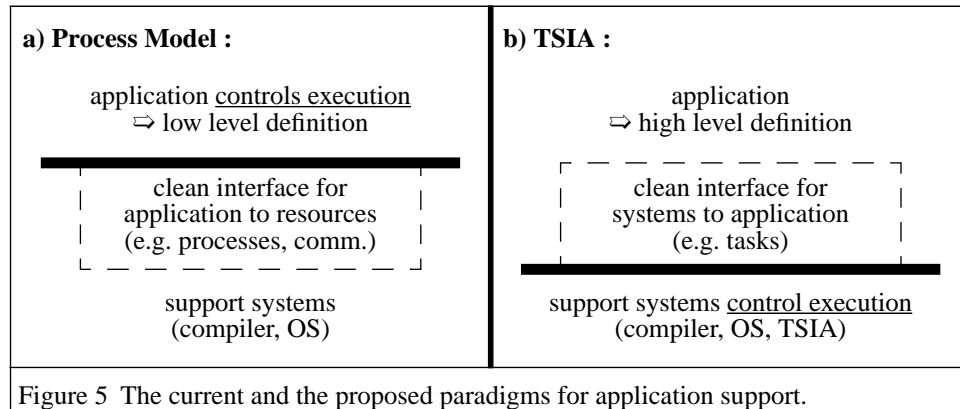 a) Process Model :
application controls execution
⇨ low level definition
clean interface for
application to resources
(e.g. processes, comm.)
support systems
(compiler, OS)
b) TSIA :
application
⇨ high level definition
clean interface for
systems to application
(e.g. tasks)
support systems control execution
(compiler, OS, TSIA)
Figure 5  The current and the proposed paradigms for application support.